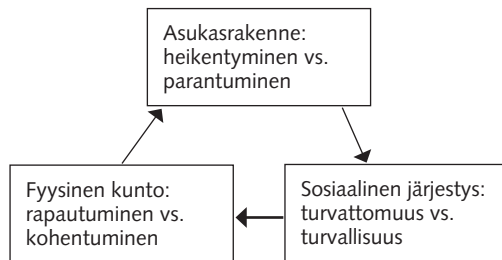 Asukasrakenne:
heikentyminen vs.
parantuminen
Fyysinen kunto:
rapautuminen vs.
kohentuminen
Sosiaalinen järjestys:
turvattomuus vs.
turvallisuus